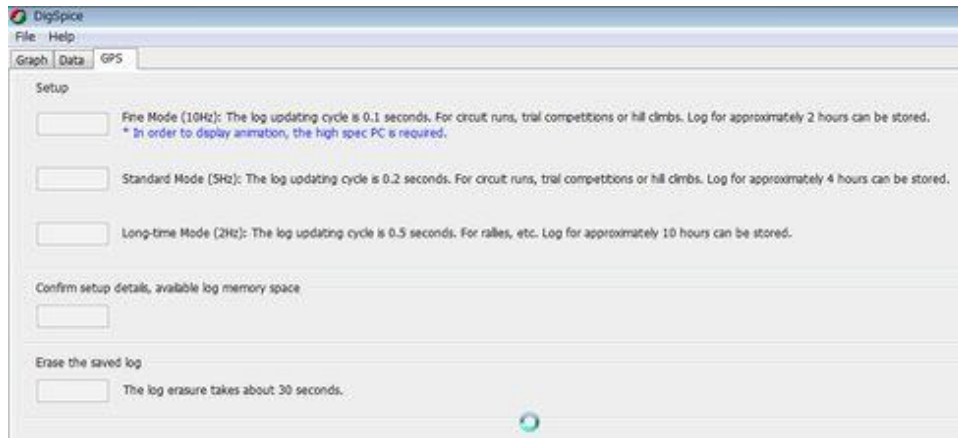 DigSpice
File Help
Graph Data GPS
Setup
Fine Mode (10Hz): The log updating cycle is 0.1 seconds. For circuit runs, trial competitions or hill climbs. Log for approximately 2 hours can be stored.
* In order to display animation, the high spec PC is required.
Standard Mode (5Hz): The log updating cycle is 0.2 seconds. For circuit runs, trial competitions or hill climbs. Log for approximately 4 hours can be stored.
Long-time Mode (2Hz): The log updating cycle is 0.5 seconds. For rallies, etc. Log for approximately 10 hours can be stored.
Confirm setup details, available log memory space
Erase the saved log
The log erasure takes about 30 seconds.